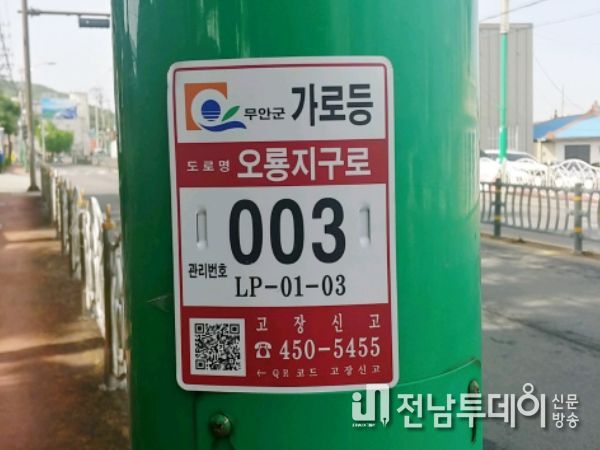 무안군 가로등
도로명 오룡지구로
003
관리번호
LP-01-03
고장신고
☎ 450-5455
← QR코드 고장신고
전남투데이 신문
방송